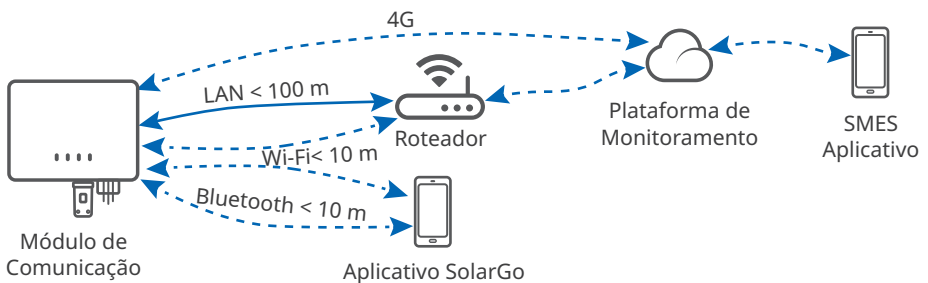 4G
LAN < 100 m
Roteador
Wi-Fi< 10 m
Bluetooth < 10 m
Módulo de
Comunicação
Aplicativo SolarGo
Plataforma de
Monitoramento
SMES
Aplicativo